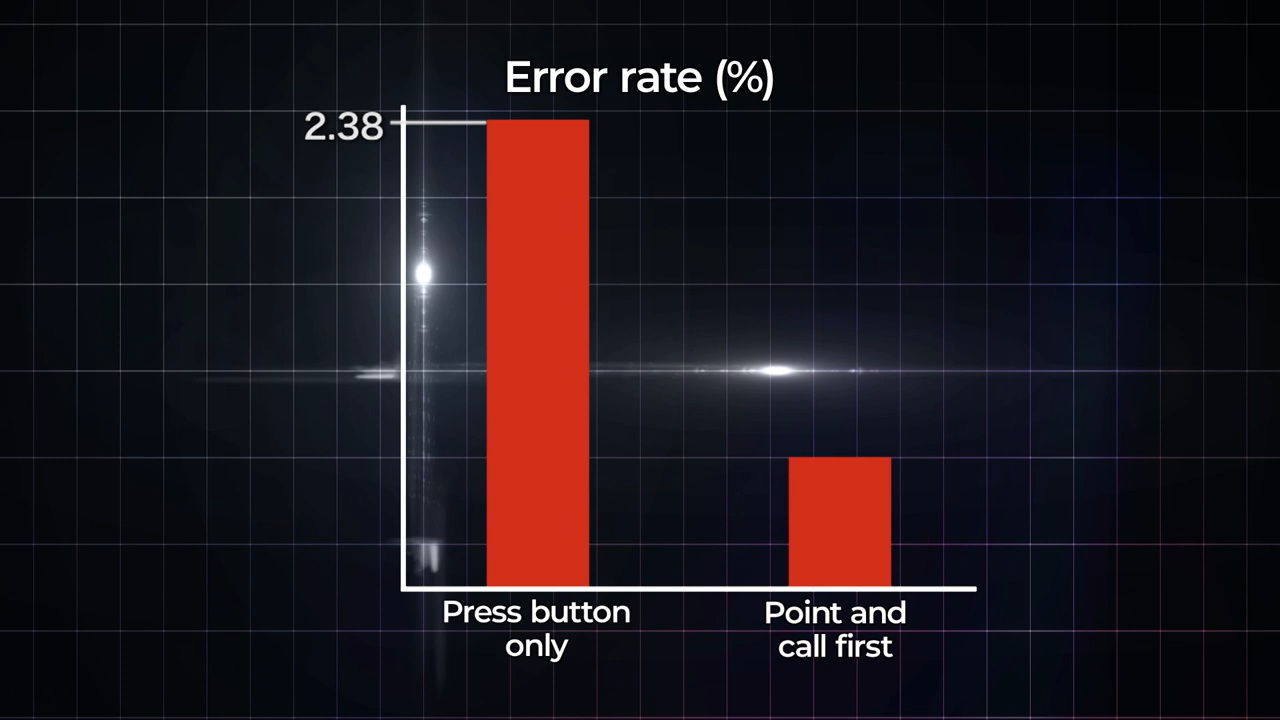 Error rate (%)
2.38
Press button
only
Point and
call first